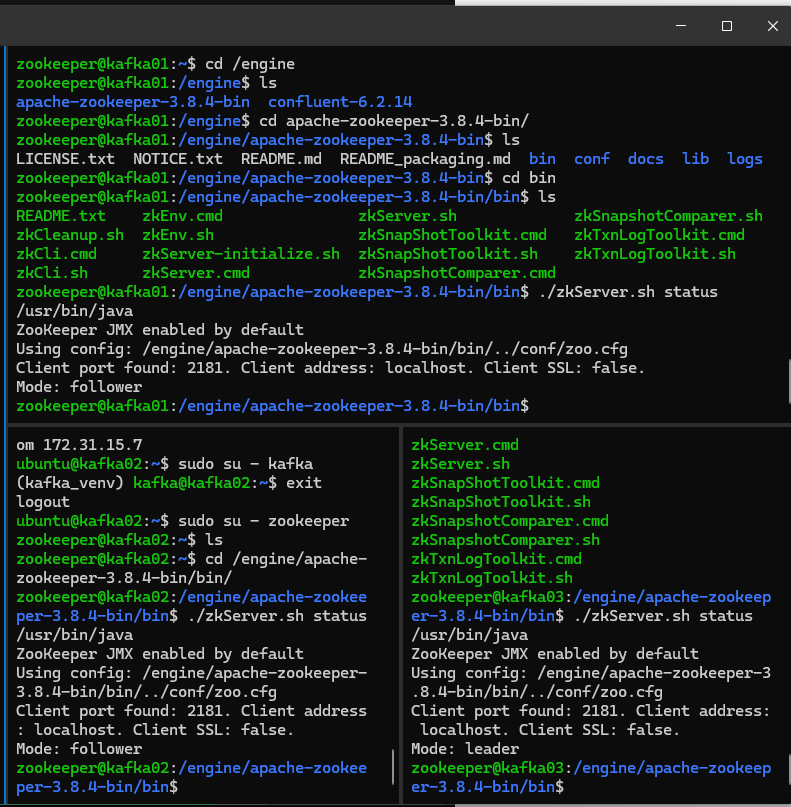 zookeeper@kafka01:~$ cd /engine
zookeeper@kafka01:/engine$ ls
apache-zookeeper-3.8.4-bin  confluent-6.2.14
zookeeper@kafka01:/engine$ cd apache-zookeeper-3.8.4-bin/
zookeeper@kafka01:/engine/apache-zookeeper-3.8.4-bin$ ls
LICENSE.txt  NOTICE.txt  README.md  README_packaging.md  bin  conf  docs  lib  logs
zookeeper@kafka01:/engine/apache-zookeeper-3.8.4-bin$ cd bin
zookeeper@kafka01:/engine/apache-zookeeper-3.8.4-bin/bin$ ls
README.txt    zkEnv.cmd               zkServer.sh             zkSnapshotComparer.sh
zkCleanup.sh  zkEnv.sh                zkSnapShotToolkit.cmd   zkTxnLogToolkit.cmd
zkCli.cmd     zkServer-initialize.sh  zkSnapShotToolkit.sh    zkTxnLogToolkit.sh
zkCli.sh      zkServer.cmd            zkSnapshotComparer.cmd
zookeeper@kafka01:/engine/apache-zookeeper-3.8.4-bin/bin$ ./zkServer.sh status
/usr/bin/java
ZooKeeper JMX enabled by default
Using config: /engine/apache-zookeeper-3.8.4-bin/bin/../conf/zoo.cfg
Client port found: 2181. Client address: localhost. Client SSL: false.
Mode: follower
zookeeper@kafka01:/engine/apache-zookeeper-3.8.4-bin/bin$
om 172.31.15.7
ubuntu@kafka02:~$ sudo su - kafka
(kafka_venv) kafka@kafka02:~$ exit
logout
ubuntu@kafka02:~$ sudo su - zookeeper
zookeeper@kafka02:~$ ls
zookeeper@kafka02:~$ cd /engine/apache-
zookeeper-3.8.4-bin/bin/
zookeeper@kafka02:/engine/apache-zookee
per-3.8.4-bin/bin$ ./zkServer.sh status
/usr/bin/java
ZooKeeper JMX enabled by default
Using config: /engine/apache-zookeeper-
3.8.4-bin/bin/../conf/zoo.cfg
Client port found: 2181. Client address
: localhost. Client SSL: false.
Mode: follower
zookeeper@kafka02:/engine/apache-zookee
per-3.8.4-bin/bin$
zkServer.cmd
zkServer.sh
zkSnapShotToolkit.cmd
zkSnapShotToolkit.sh
zkSnapshotComparer.cmd
zkSnapshotComparer.sh
zkTxnLogToolkit.cmd
zkTxnLogToolkit.sh
zookeeper@kafka03:/engine/apache-zookeep
er-3.8.4-bin/bin$ ./zkServer.sh status
/usr/bin/java
ZooKeeper JMX enabled by default
Using config: /engine/apache-zookeeper-3
.8.4-bin/bin/../conf/zoo.cfg
Client port found: 2181. Client address:
 localhost. Client SSL: false.
Mode: leader
zookeeper@kafka03:/engine/apache-zookeep
er-3.8.4-bin/bin$